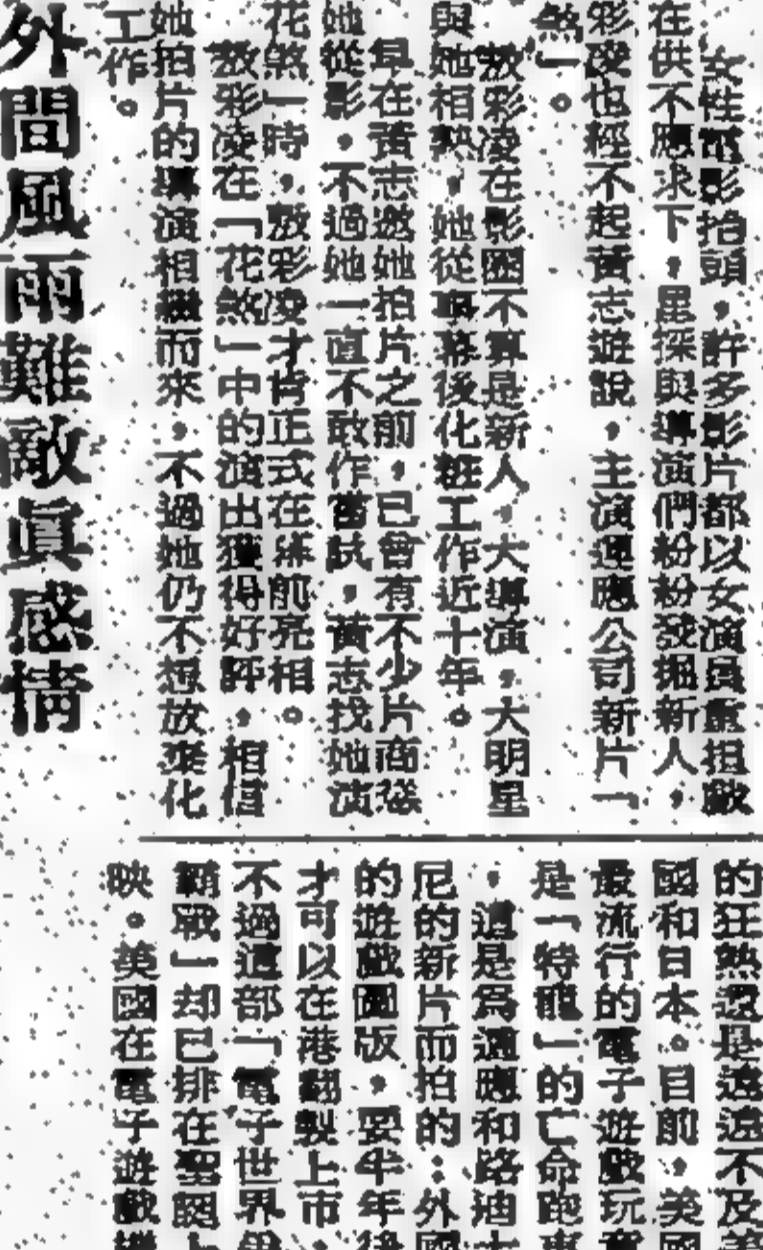 女性電影抬頭，許多影片都以女演員重担戲
在供不應求下，星探與導演們紛紛發掘新人，
彩凌也經不起黃志遊說，主演運應公司新片「
煞」。
敖彩凌在影圈不算是新人，大導演，大明星
與她相熟，她從事幕後化粧工作近十年。
早在黃志邀她拍片之前，已曾有不少片商
她從影，不過她一直不敢作嘗試，黃志找她演
花煞」時，敖彩凌才肯正式在幕前亮相。
敖彩凌在「花煞」中的演出獲得好評，相信
她拍片的導演相繼而來，不過她仍不想放棄化
工作。
外間風雨難敵眞感情
的狂熱還是遠遠不及美
國和日本。目前，美國
最流行的電子遊戲玩
是「特龍」的亡命跑車
，這是爲適應和路迪士
尼的新片而拍的：外國
的遊戲圖版，要半年後
才可以在港翻製上市
不過這部「電子世界
霸戰」却已排在聖誕上
映。美國在電子遊戲機